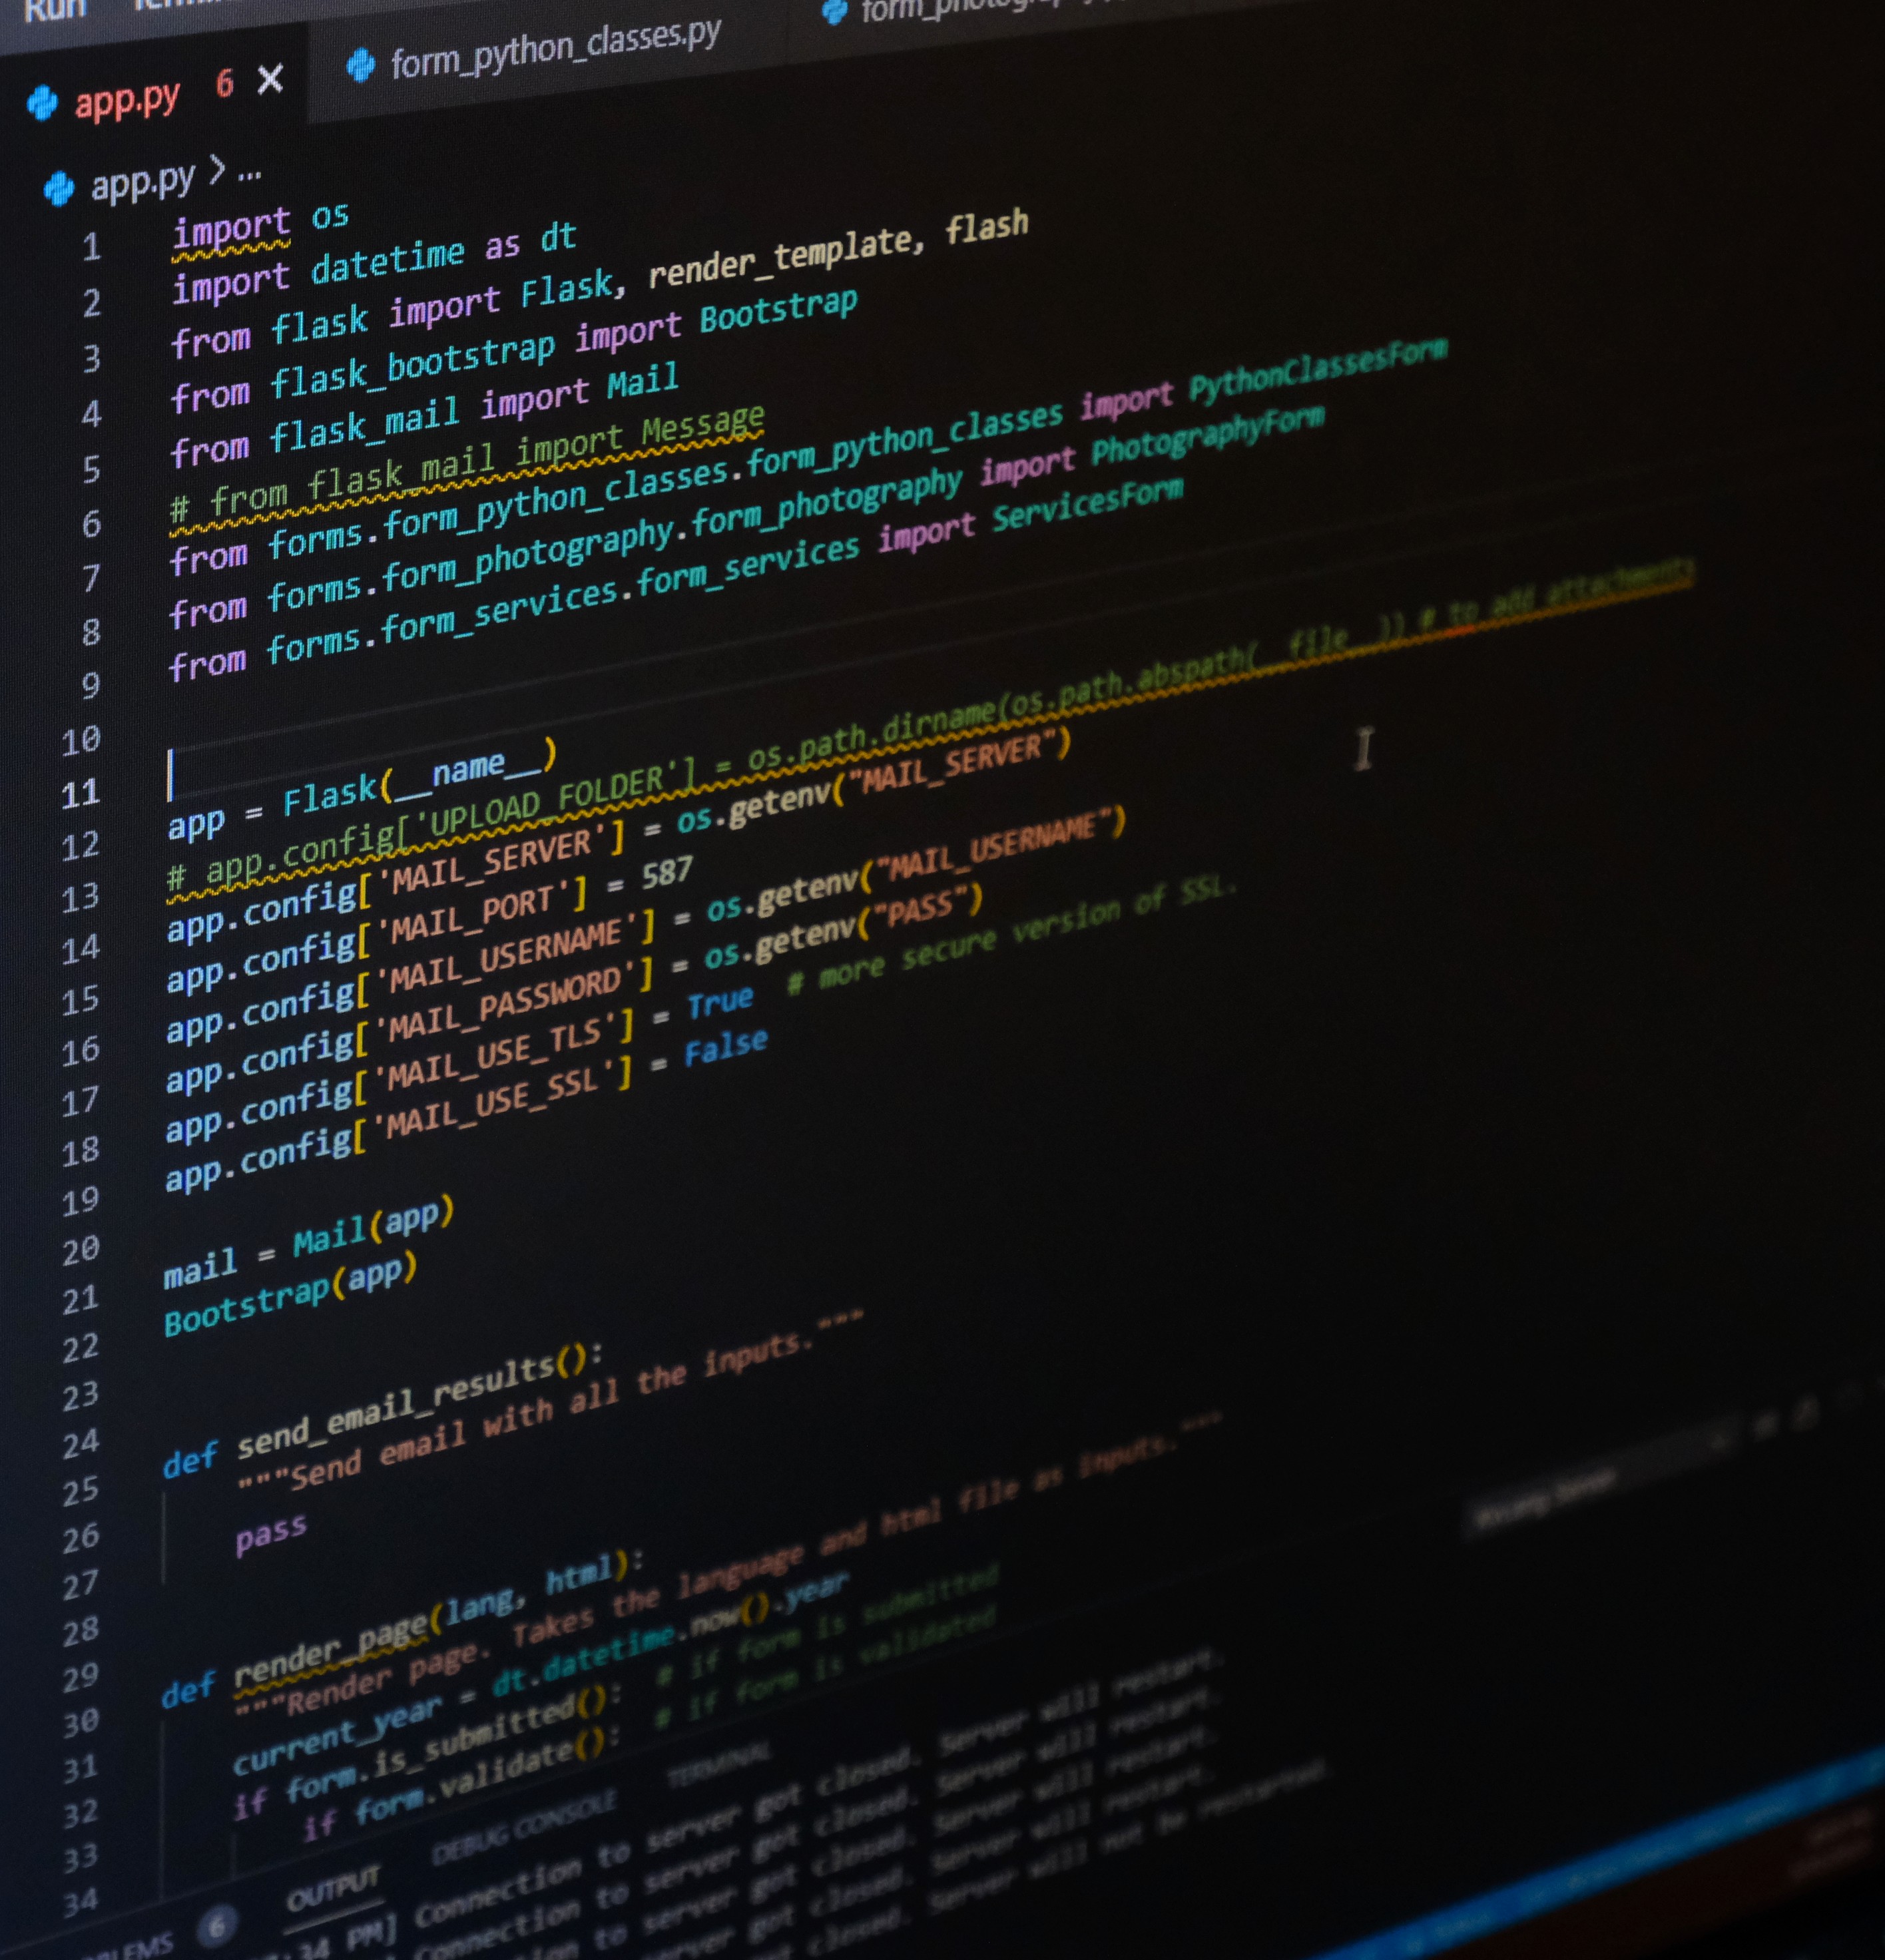 Run
app.py 6 form_python_classes.py
app.py > ...
1 import os
2 import datetime as dt
3 from flask import Flask, render_template, flash
4 from flask_bootstrap import Bootstrap
5 from flask_mail import Mail
6 # from flask_mail import Message
7 from forms.form_python_classes.form_python_classes import PythonClassesForm
8 from forms.form_photography.form_photography import PhotographyForm
9 from forms.form_services.form_services import ServicesForm
10
11
12 app = Flask(__name__)
13 # app.config['UPLOAD_FOLDER'] = os.path.dirname(os.path.abspath(__file__)) # to add attachments
14 app.config['MAIL_SERVER'] = os.getenv("MAIL_SERVER")
15 app.config['MAIL_PORT'] = 587
16 app.config['MAIL_USERNAME'] = os.getenv("MAIL_USERNAME")
17 app.config['MAIL_PASSWORD'] = os.getenv("PASS")
18 app.config['MAIL_USE_TLS'] = True # more secure version of SSL.
19 app.config['MAIL_USE_SSL'] = False
20
21 mail = Mail(app)
22 Bootstrap(app)
23
24
25 def send_email_results():
26 """Send email with all the inputs."""
27 pass
28
29
30 def render_page(lang, html):
31 """Render page. Takes the language and html file as inputs."""
32 current_year = dt.datetime.now().year
33 if form.is_submitted(): # if form is submitted
34 if form.validate(): # if form is validated
6 OUTPUT DEBUG CONSOLE TERMINAL
:34 PM] Connection to server got closed. Server will restart.
Connection to server got closed. Server will restart.
to server got closed. Server will restart.
got closed. Server will restart.
closed. Server will not be restarted.